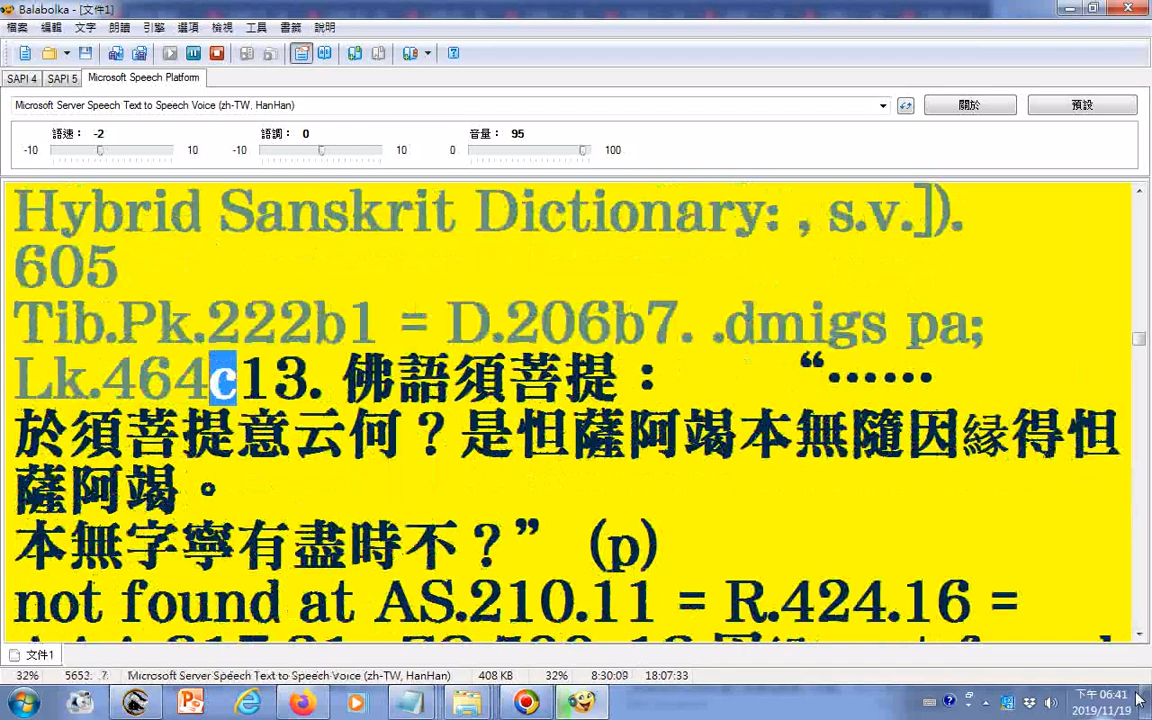 Balabolka - [文件1]
檔案 編輯 文字 朗讀 引擎 選項 檢視 工具 書籤 說明
SAPI 4 SAPI 5 Microsoft Speech Platform
Microsoft Server Speech Text to Speech Voice (zh-TW, HanHan) 關於 預設
語速： -2 語調： 0 音量： 95
-10 10 -10 10 0 100
Hybrid Sanskrit Dictionary: , s.v.]).
605
Tib.Pk.222b1 = D.206b7. .dmigs pa;
Lk.464c13. 佛語須菩提： “……
於須菩提意云何？是怛薩阿竭本無隨因緣得怛
薩阿竭。
本無字寧有盡時不？” (p)
not found at AS.210.11 = R.424.16 =
文件1
32% 5652: 7 Microsoft Server Speech Text to Speech Voice (zh-TW, HanHan) 408 KB 32% 8:30:09 18:07:33
下午 06:41
2019/11/19